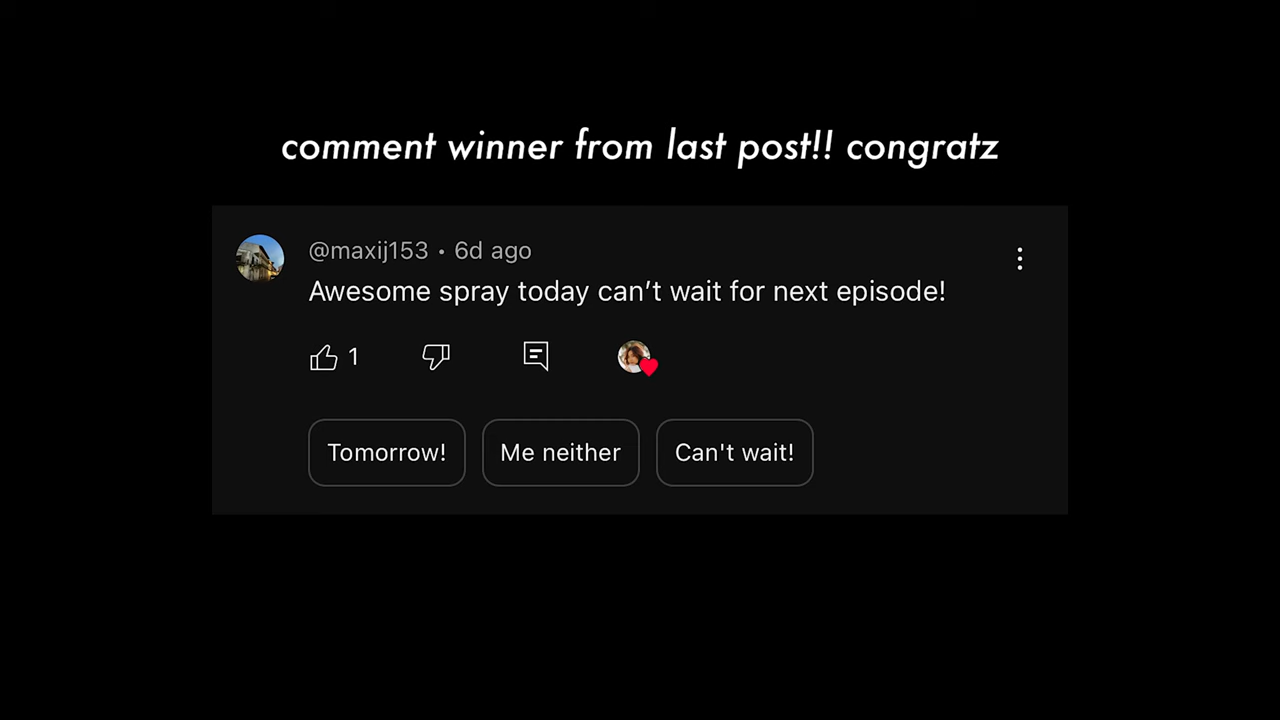 comment winner from last post!! congratz
@maxij153 • 6d ago
Awesome spray today can’t wait for next episode!
1
Tomorrow! Me neither Can't wait!